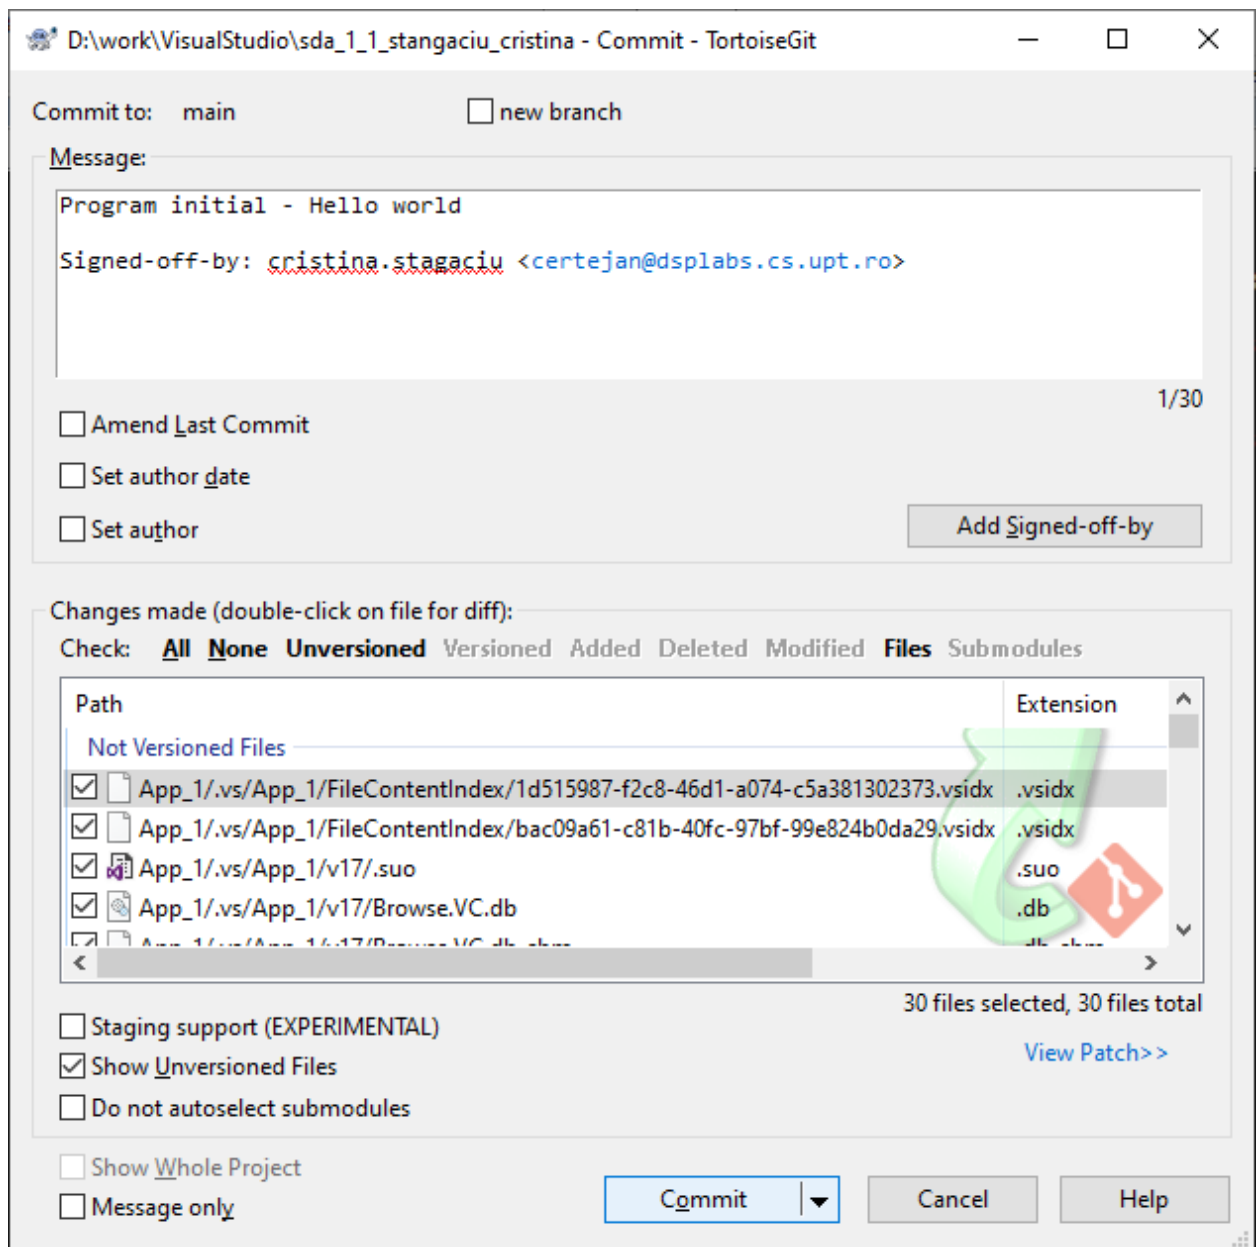 D:\work\VisualStudio\sda_1_1_stangaciu_cristina - Commit - TortoiseGit
Commit to: main new branch
Message:
Program initial - Hello world
Signed-off-by: cristina.stagaciu <certejan@dsplabs.cs.upt.ro>
1/30
Amend Last Commit
Set author date
Set author
Add Signed-off-by
Changes made (double-click on file for diff):
Check: All None Unversioned Versioned Added Deleted Modified Files Submodules
Path Extension
Not Versioned Files
App_1/.vs/App_1/FileContentIndex/1d515987-f2c8-46d1-a074-c5a381302373.vsidx .vsidx
App_1/.vs/App_1/FileContentIndex/bac09a61-c81b-40fc-97bf-99e824b0da29.vsidx .vsidx
App_1/.vs/App_1/v17/.suo .suo
App_1/.vs/App_1/v17/Browse.VC.db .db
30 files selected, 30 files total
Staging support (EXPERIMENTAL)
Show Unversioned Files
View Patch>>
Do not autoselect submodules
Show Whole Project
Message only
Commit Cancel Help